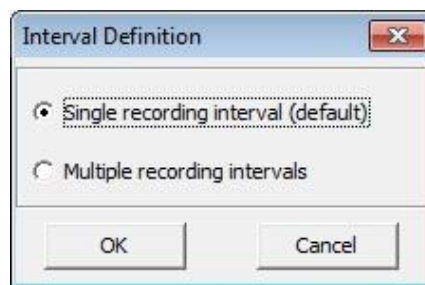 Interval Definition
Single recording interval (default)
Multiple recording intervals
OK Cancel